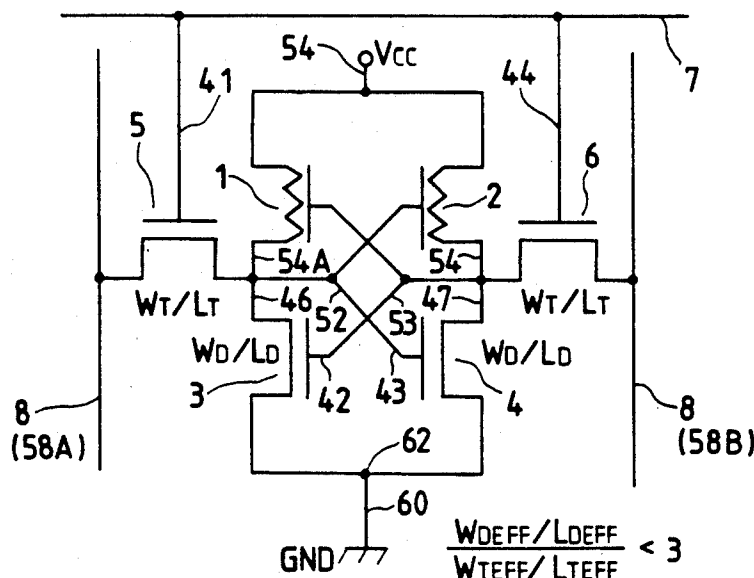 54
VCC
41
44
7
5
6
1
2
54A
54
WT/LT
46
52
53
47
WT/LT
WD/LD
WD/LD
3
42
43
4
8
(58A)
8
(58B)
62
60
GND
WDEFF/LDEFF
WTEFF/LTEFF
< 3